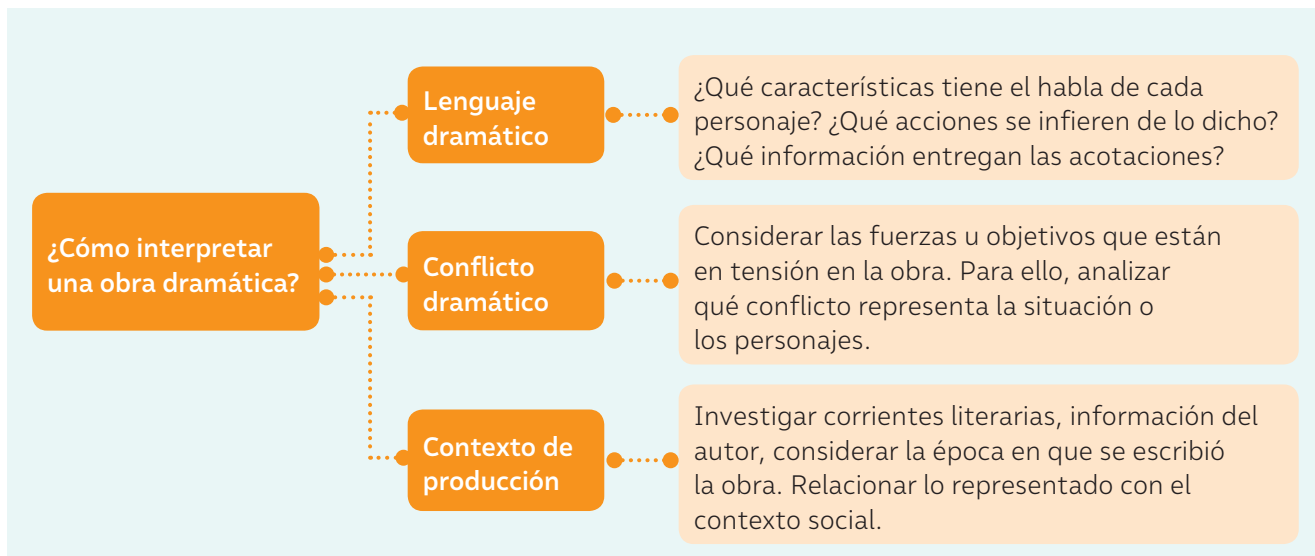 ¿Cómo interpretar
una obra dramática?
Lenguaje
dramático
¿Qué características tiene el habla de cada
personaje? ¿Qué acciones se infieren de lo dicho?
¿Qué información entregan las acotaciones?
Conflicto
dramático
Considerar las fuerzas u objetivos que están
en tensión en la obra. Para ello, analizar
qué conflicto representa la situación o
los personajes.
Contexto de
producción
Investigar corrientes literarias, información del
autor, considerar la época en que se escribió
la obra. Relacionar lo representado con el
contexto social.